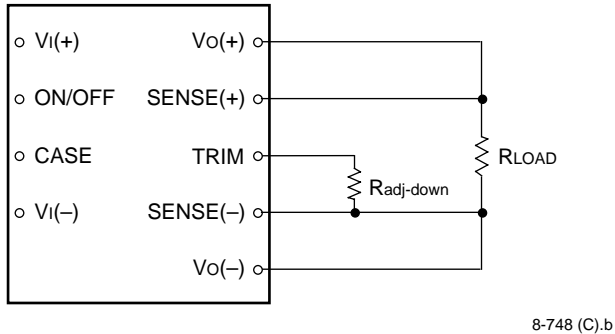 VI(+)
VO(+)
ON/OFF
SENSE(+)
CASE
TRIM
RLOAD
Radj-down
VI(–)
SENSE(–)
VO(–)
8-748 (C).b